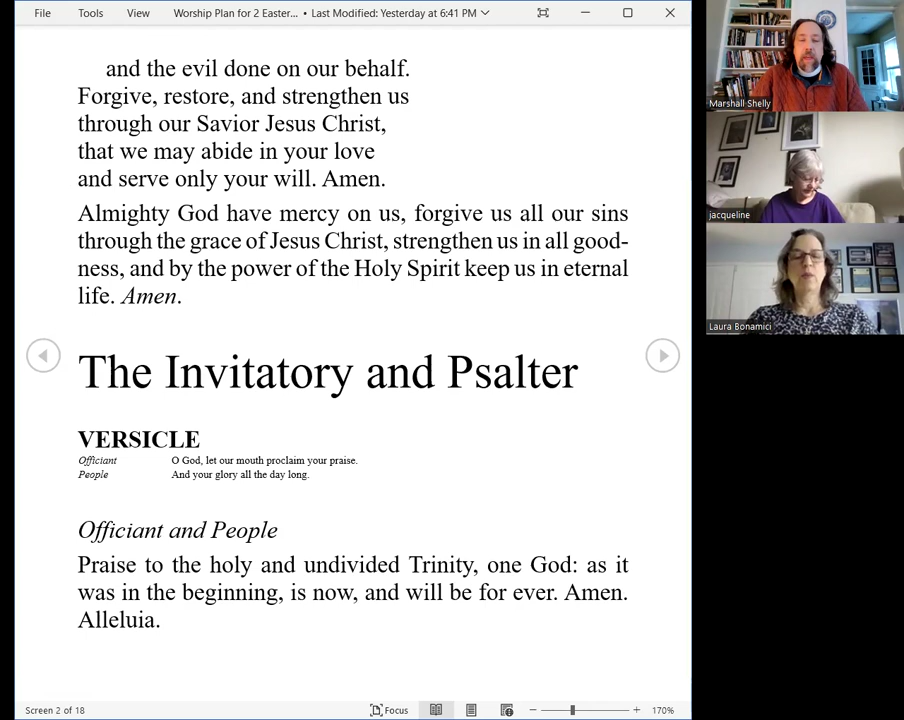 File Tools View Worship Plan for 2 Easter... • Last Modified: Yesterday at 6:41 PM
and the evil done on our behalf.
Forgive, restore, and strengthen us
through our Savior Jesus Christ,
that we may abide in your love
and serve only your will. Amen.
Almighty God have mercy on us, forgive us all our sins
through the grace of Jesus Christ, strengthen us in all good-
ness, and by the power of the Holy Spirit keep us in eternal
life. Amen.
The Invitatory and Psalter
VERSICLE
Officiant O God, let our mouth proclaim your praise.
People And your glory all the day long.
Officiant and People
Praise to the holy and undivided Trinity, one God: as it
was in the beginning, is now, and will be for ever. Amen.
Alleluia.
Screen 2 of 18 Focus 170%
Marshall Shelly
jacqueline
Laura Bonamici